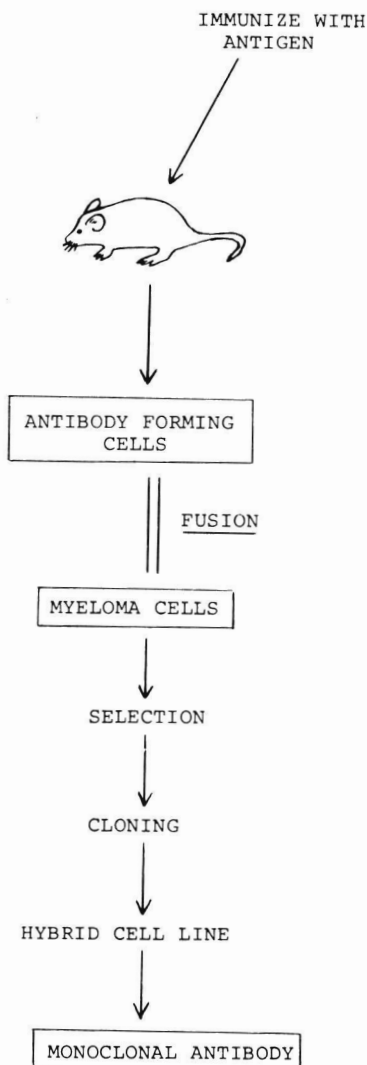 IMMUNIZE WITH
ANTIGEN
ANTIBODY FORMING
CELLS
FUSION
MYELOMA CELLS
SELECTION
CLONING
HYBRID CELL LINE
MONOCLONAL ANTIBODY